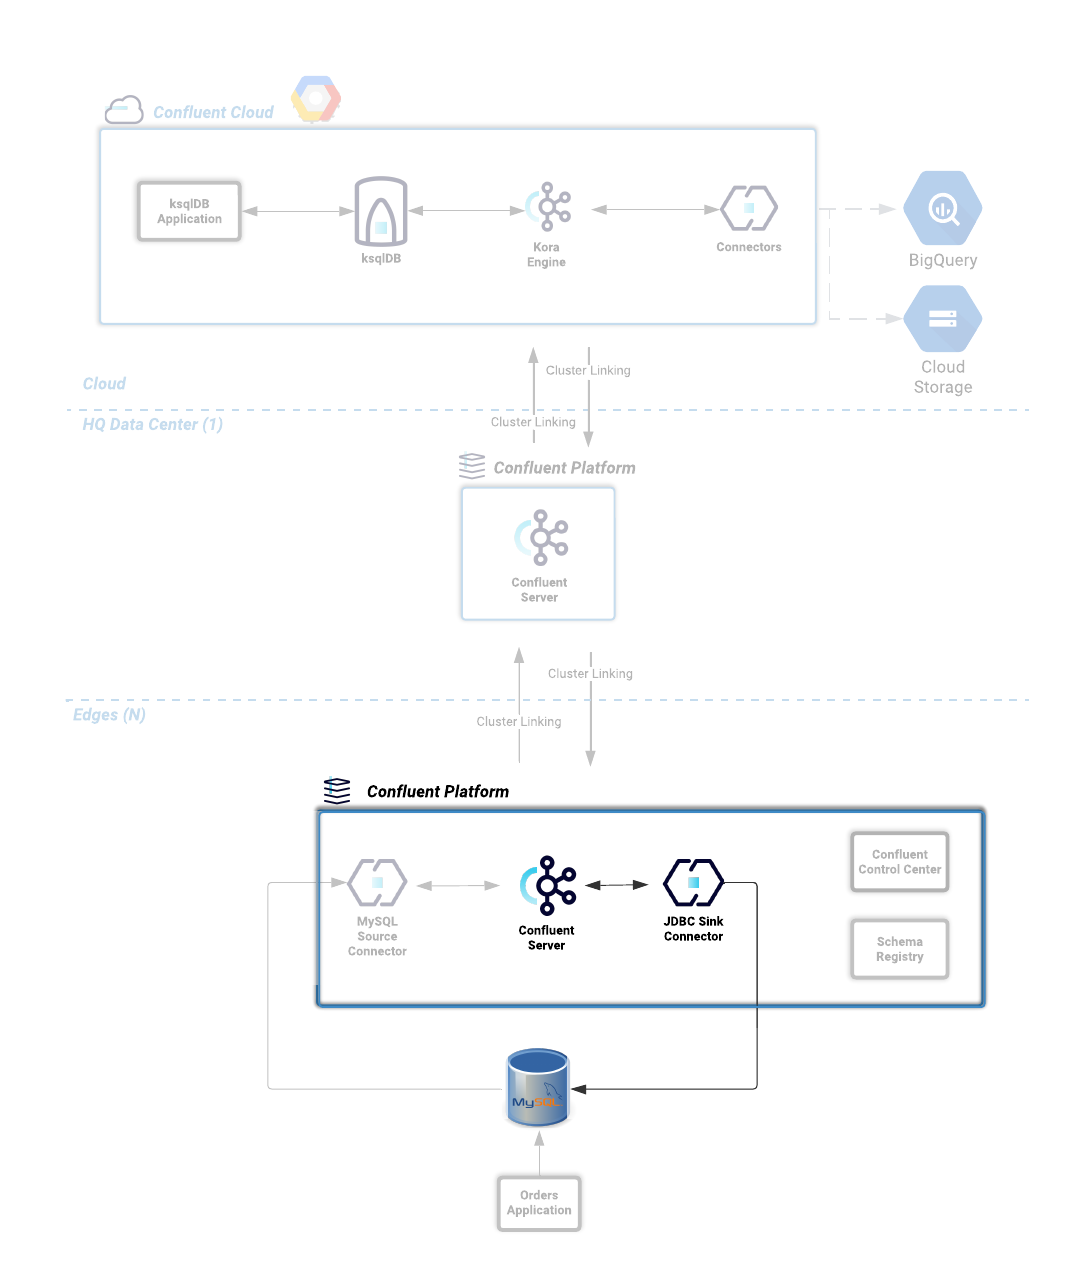 Confluent Cloud
ksqlDB
Application
ksqlDB
Kora
Engine
Connectors
BigQuery
Cloud
Storage
Cluster Linking
Cloud
HQ Data Center (1)
Cluster Linking
Confluent Platform
Confluent
Server
Cluster Linking
Edges (N)
Cluster Linking
Confluent Platform
MySQL
Source
Connector
Confluent
Server
JDBC Sink
Connector
Confluent
Control Center
Schema
Registry
MySQL
Orders
Application